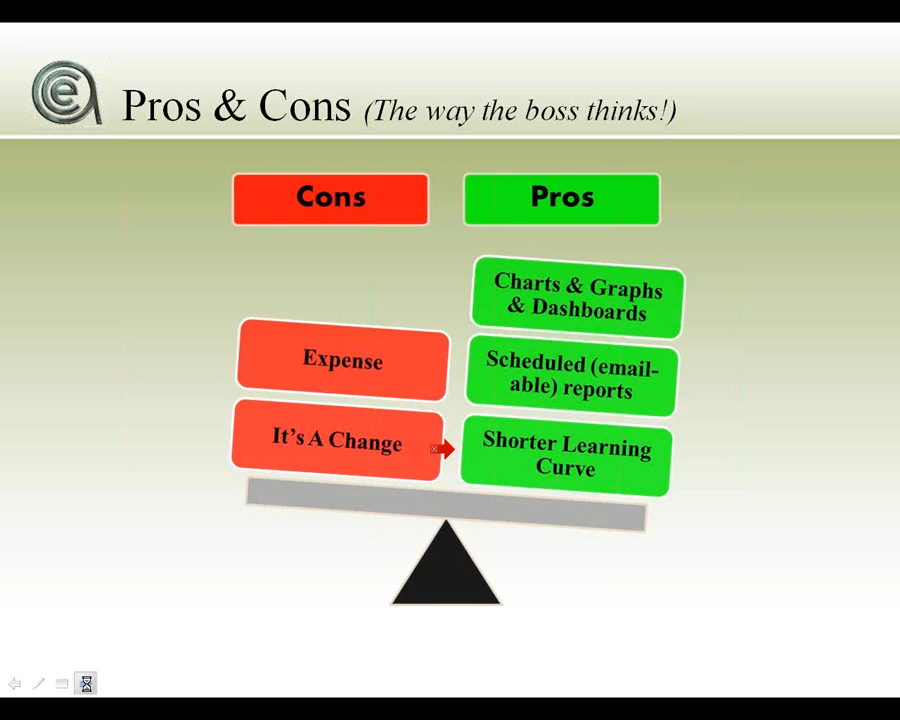 Pros & Cons (The way the boss thinks!)
Cons
Pros
Charts & Graphs
& Dashboards
Expense
Scheduled (email-
able) reports
It's A Change
Shorter Learning
Curve